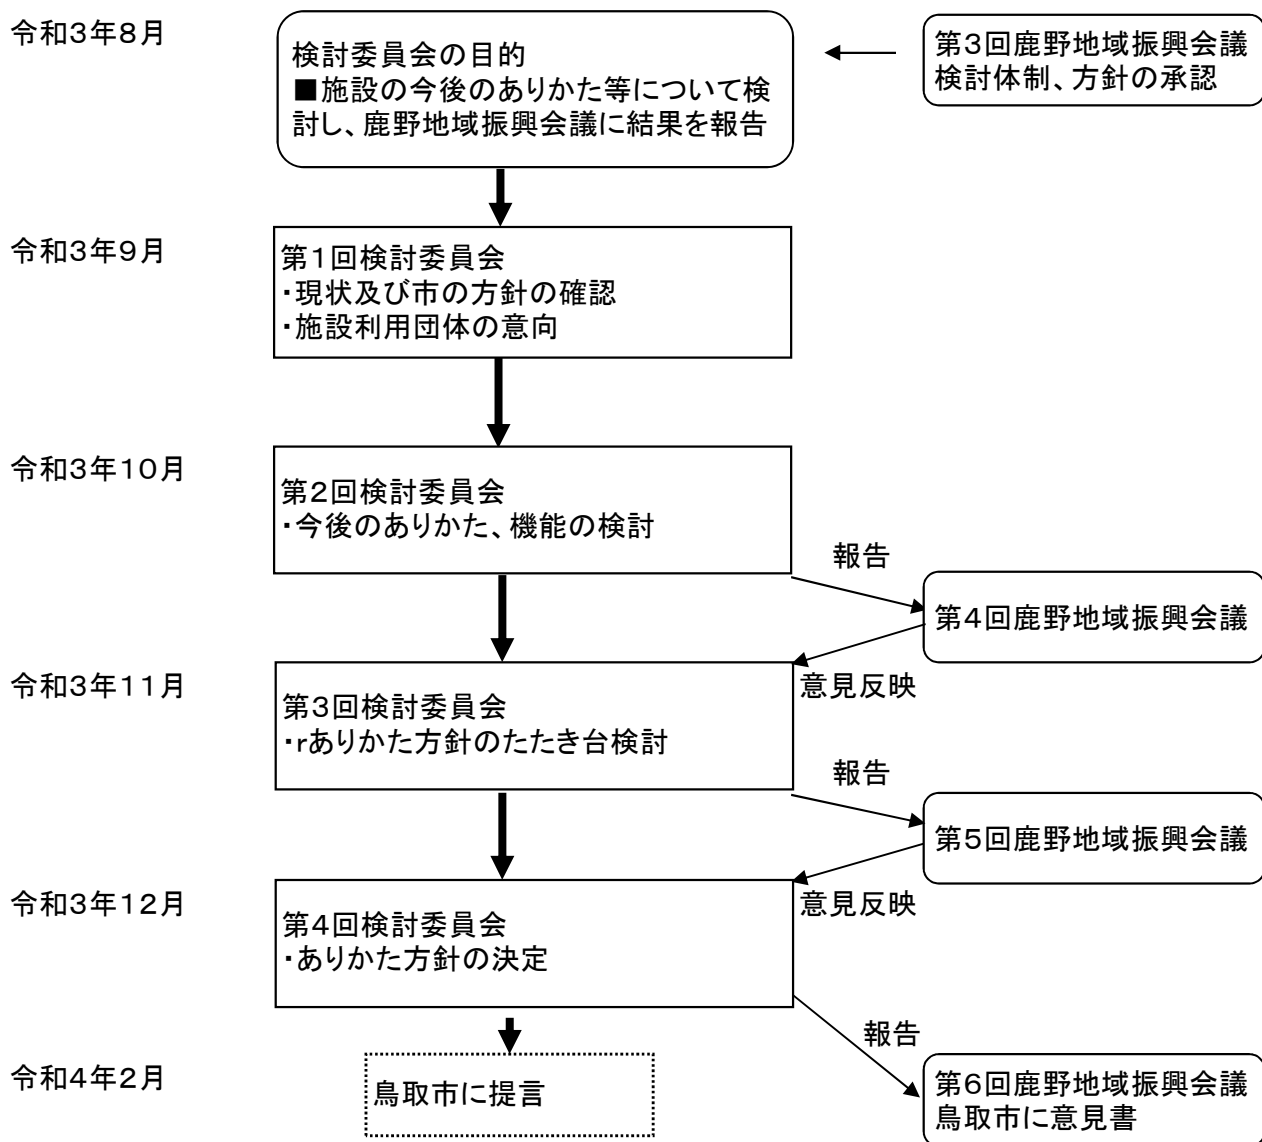 令和3年8月
検討委員会の目的
■施設の今後のありかた等について検
討し、鹿野地域振興会議に結果を報告
第3回鹿野地域振興会議
検討体制、方針の承認
令和3年9月
第1回検討委員会
・現状及び市の方針の確認
・施設利用団体の意向
令和3年10月
第2回検討委員会
・今後のありかた、機能の検討
報告
第4回鹿野地域振興会議
意見反映
令和3年11月
第3回検討委員会
・rありかた方針のたたき台検討
報告
第5回鹿野地域振興会議
意見反映
令和3年12月
第4回検討委員会
・ありかた方針の決定
報告
令和4年2月
鳥取市に提言
第6回鹿野地域振興会議
鳥取市に意見書